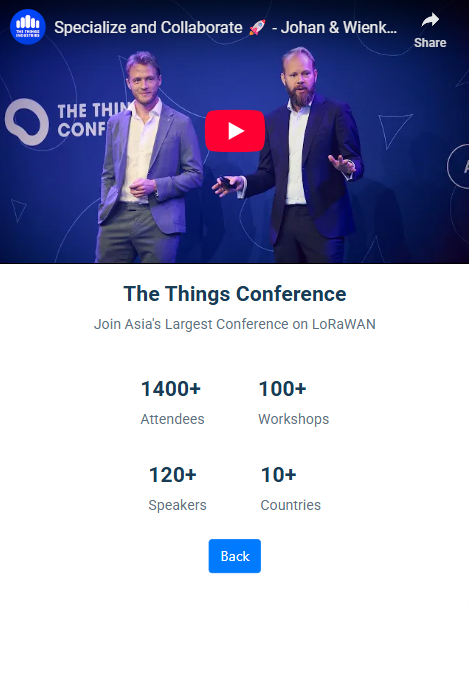 THE THINGS
INDUSTRIES
Specialize and Collaborate 🚀 - Johan & Wienk...
Share
THE THIN
CONF
A
The Things Conference
Join Asia's Largest Conference on LoRaWAN
1400+
100+
Attendees
Workshops
120+
10+
Speakers
Countries
Back